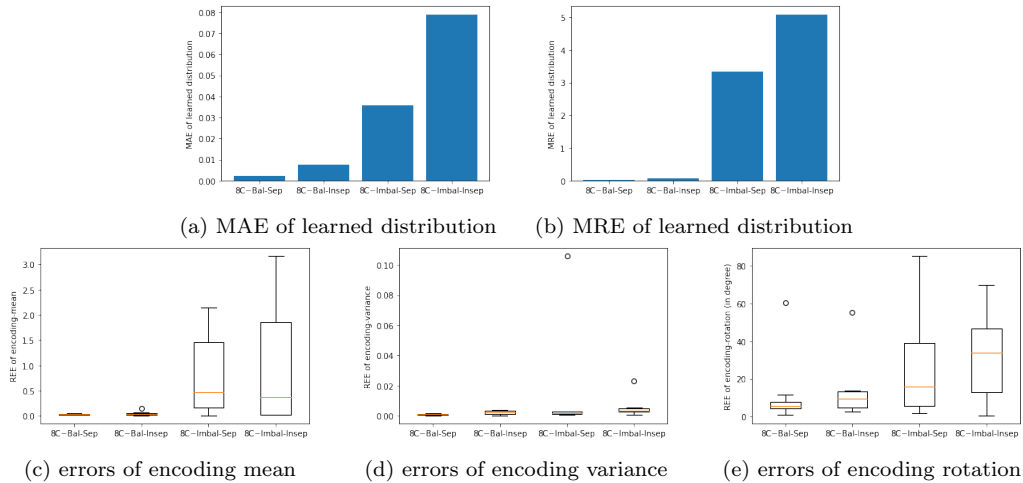 0.08
0.07
0.06
0.05
0.04
0.03
0.02
0.01
0.00
MAE of learned distribution
8C−Bal-Sep 8C−Bal-Insep 8C−Imbal-Sep 8C−Imbal-Insep
(a) MAE of learned distribution
5
4
3
2
1
0
MRE of learned distribution
8C−Bal-Sep 8C−Bal-Insep 8C−Imbal-Sep 8C−Imbal-Insep
(b) MRE of learned distribution
3.0
2.5
2.0
1.5
1.0
0.5
0.0
REE of encoding-mean
8C−Bal-Sep 8C−Bal-Insep 8C−Imbal-Sep 8C−Imbal-Insep
(c) errors of encoding mean
0.10
0.08
0.06
0.04
0.02
0.00
REE of encoding-variance
8C−Bal-Sep 8C−Bal-Insep 8C−Imbal-Sep 8C−Imbal-Insep
(d) errors of encoding variance
80
60
40
20
0
REE of encoding-rotation (in degree)
8C−Bal-Sep 8C−Bal-Insep 8C−Imbal-Sep 8C−Imbal-Insep
(e) errors of encoding rotation